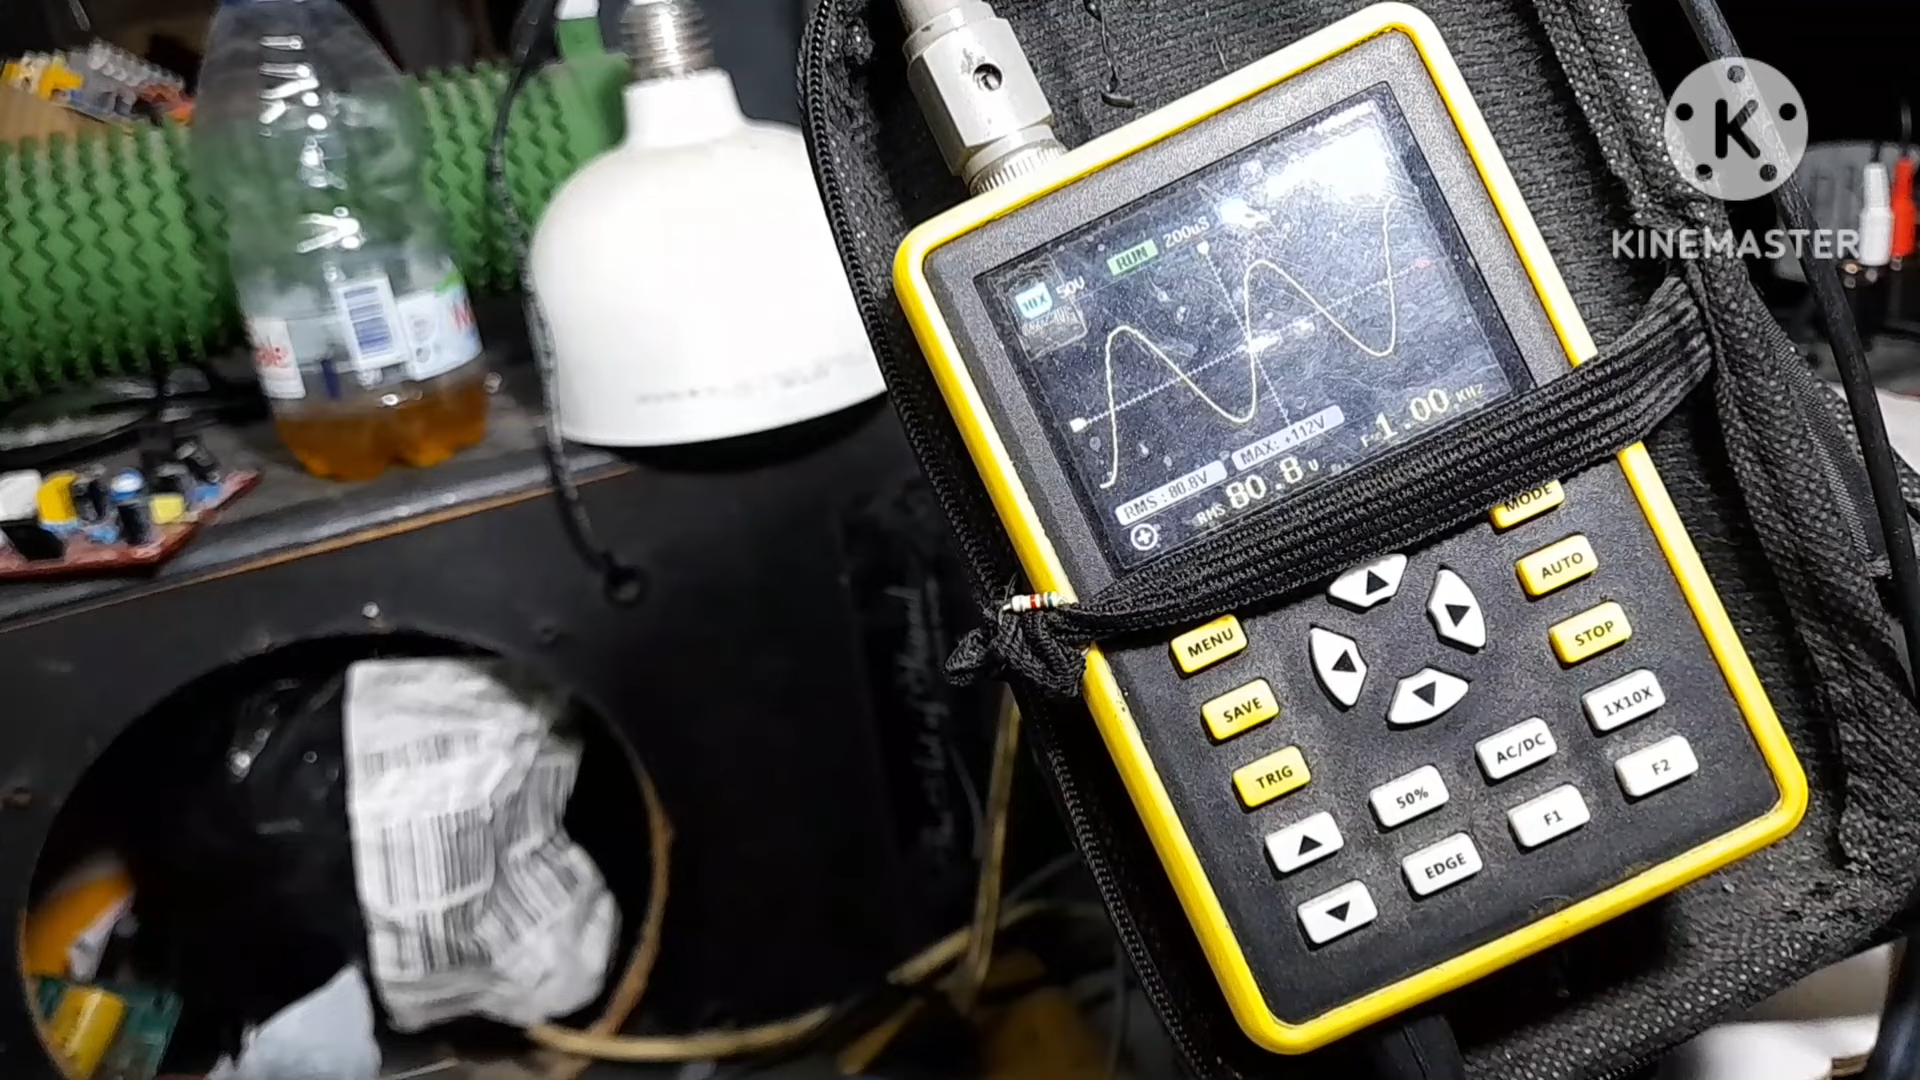 K
KINEMASTER
RUN
200uS
10X
50V
RMS : 80.8V
MAX: +112V
RMS 80.8 V
1.00 KHZ
MODE
AUTO
STOP
1X10X
F2
MENU
SAVE
TRIG
50%
AC/DC
EDGE
F1